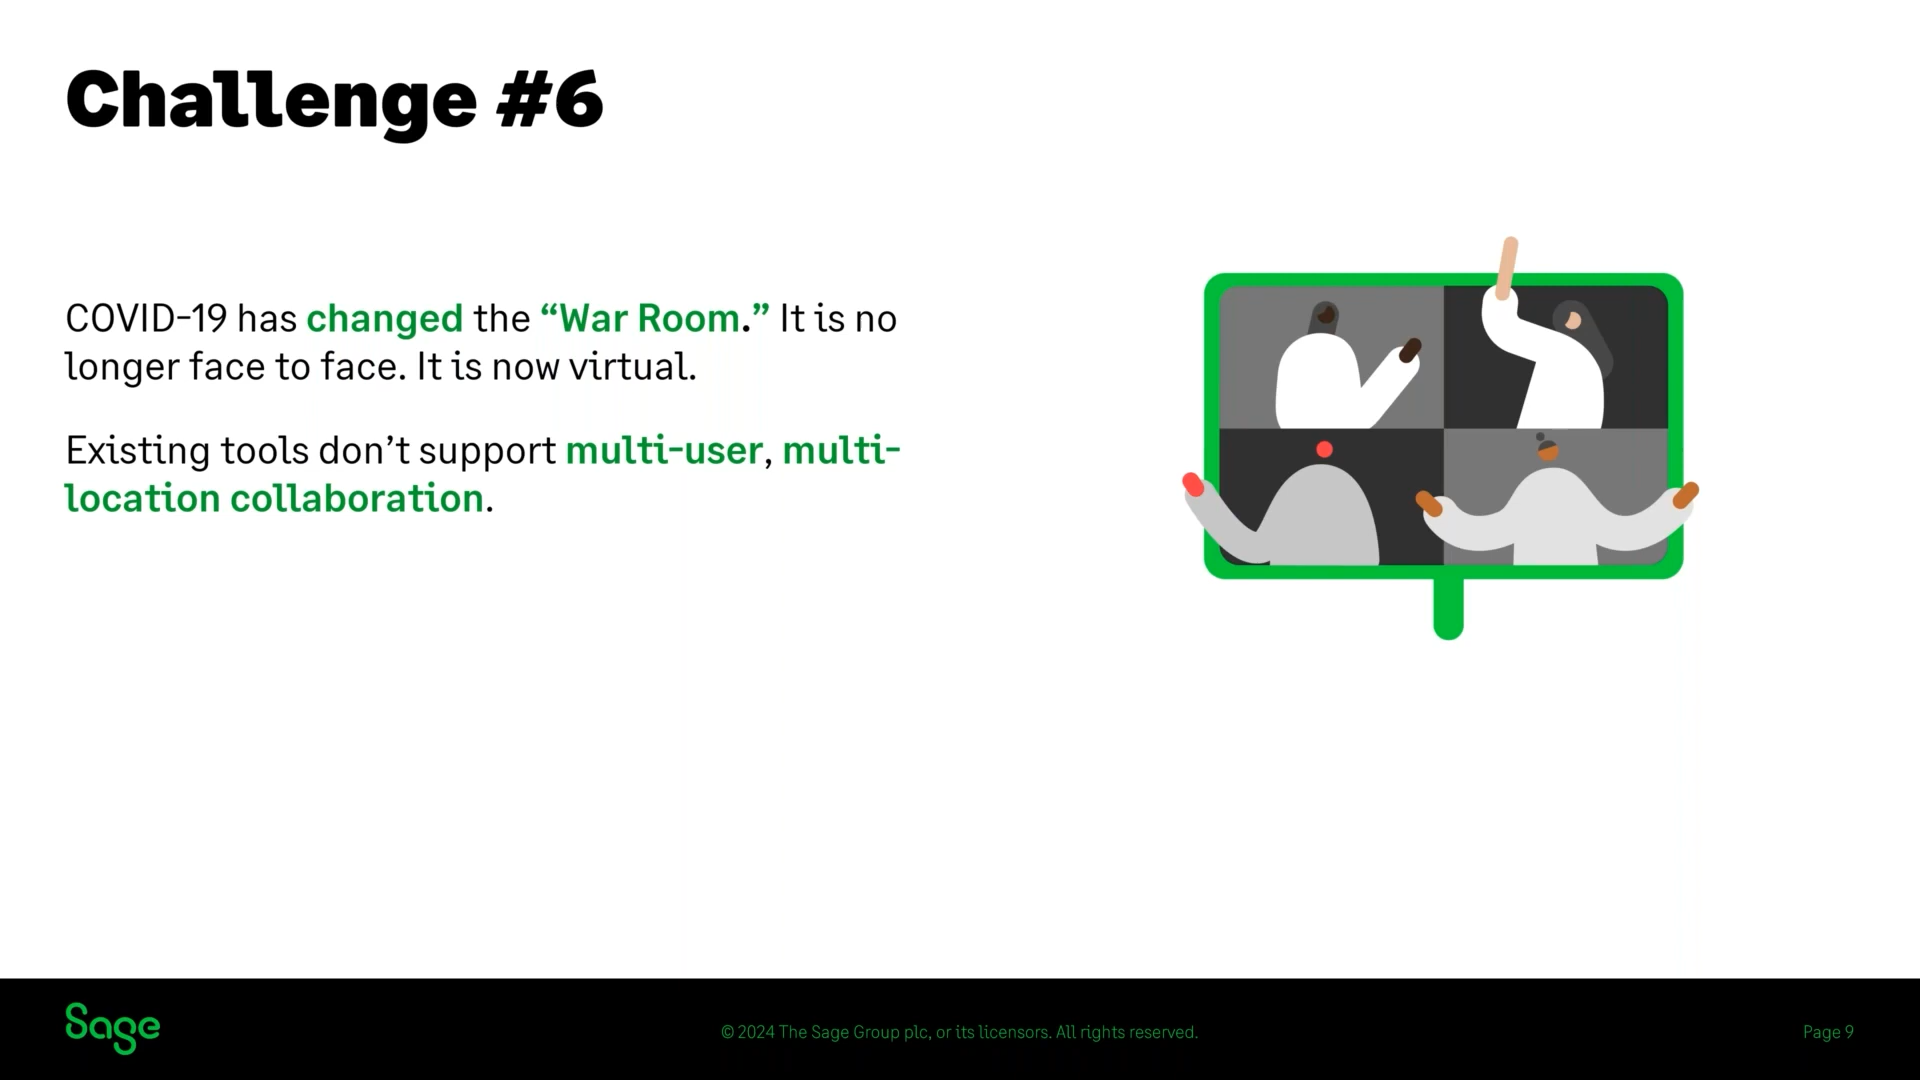 Challenge #6
COVID-19 has changed the “War Room.” It is no
longer face to face. It is now virtual.
Existing tools don’t support multi-user, multi-
location collaboration.
Sage
© 2024 The Sage Group plc, or its licensors. All rights reserved.
Page 9